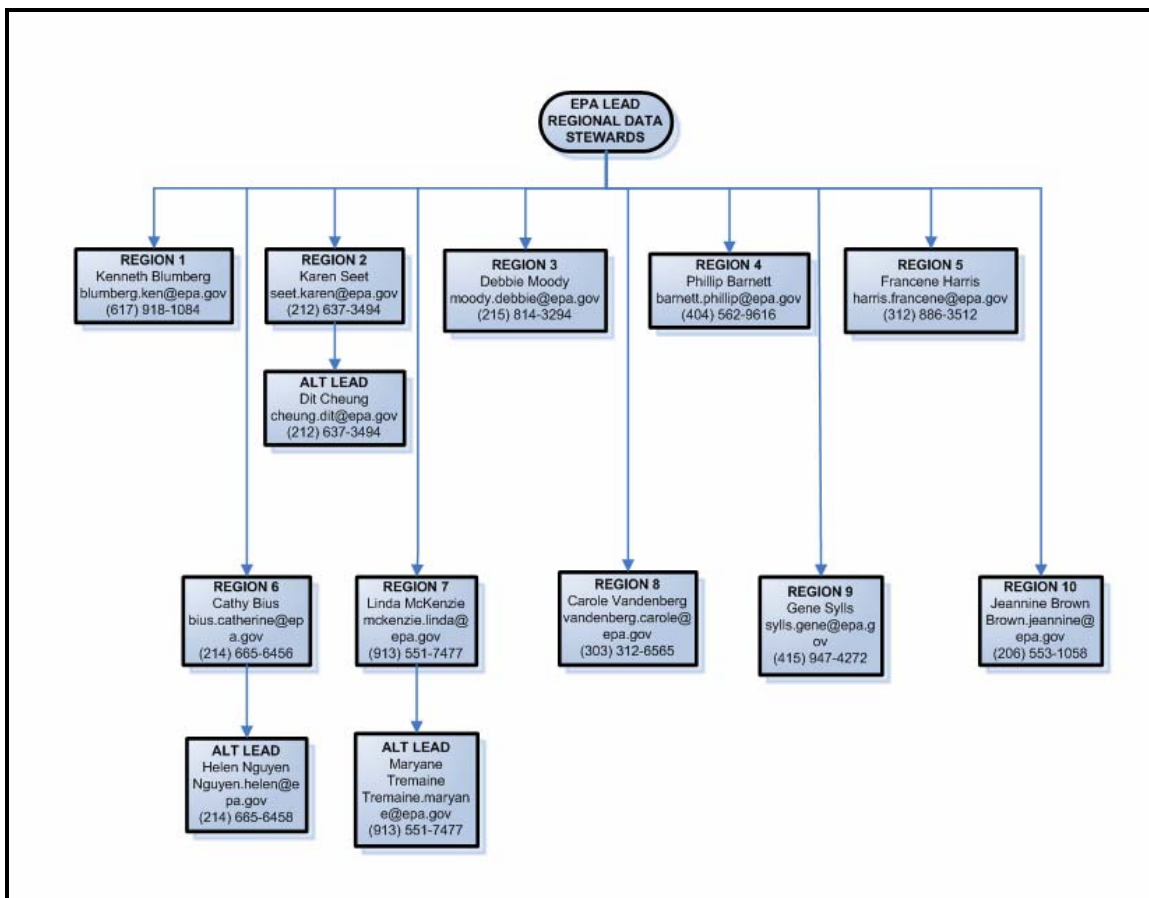 EPA LEAD
REGIONAL DATA
STEWARDS
REGION 1
Kenneth Blumberg
blumberg.ken@epa.gov
(617) 918-1084
REGION 2
Karen Seet
seet.karen@epa.gov
(212) 637-3494
ALT LEAD
Dit Cheung
cheung.dit@epa.gov
(212) 637-3494
REGION 3
Debbie Moody
moody.debbie@epa.gov
(215) 814-3294
REGION 4
Phillip Barnett
barnett.phillip@epa.gov
(404) 562-9616
REGION 5
Francene Harris
harris.francene@epa.gov
(312) 886-3512
REGION 6
Cathy Bius
bius.catherine@ep
a.gov
(214) 665-6456
ALT LEAD
Helen Nguyen
Nguyen.helen@e
pa.gov
(214) 665-6458
REGION 7
Linda McKenzie
mckenzie.linda@
epa.gov
(913) 551-7477
ALT LEAD
Maryane
Tremaine
Tremaine.maryan
e@epa.gov
(913) 551-7477
REGION 8
Carole Vandenberg
vandenberg.carole@
epa.gov
(303) 312-6565
REGION 9
Gene Sylls
sylls.gene@epa.g
ov
(415) 947-4272
REGION 10
Jeannine Brown
Brown.jeannine@
epa.gov
(206) 553-1058